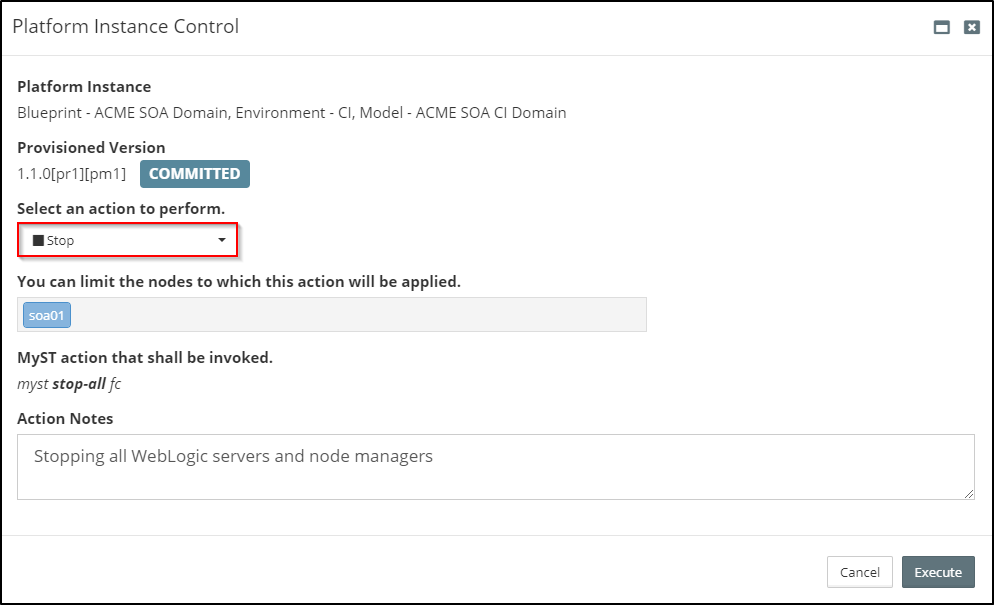 Platform Instance Control
Platform Instance
Blueprint - ACME SOA Domain, Environment - CI, Model - ACME SOA CI Domain
Provisioned Version
1.1.0[pr1][pm1] COMMITTED
Select an action to perform.
Stop
You can limit the nodes to which this action will be applied.
soa01
MyST action that shall be invoked.
myst stop-all fc
Action Notes
Stopping all WebLogic servers and node managers
Cancel Execute